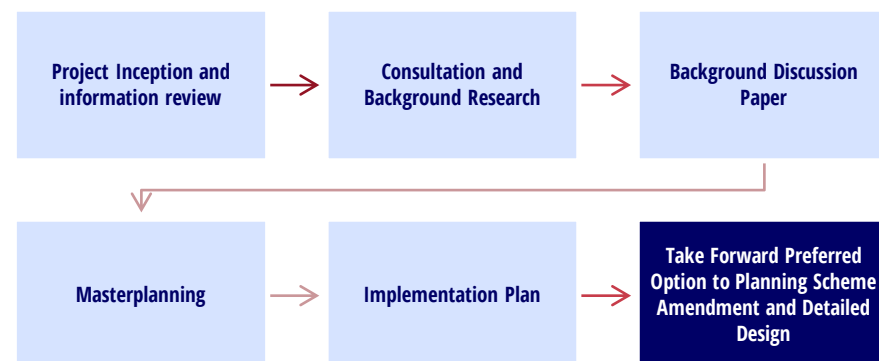 Project Inception and
information review
Consultation and
Background Research
Background Discussion
Paper
Masterplanning
Implementation Plan
Take Forward Preferred
Option to Planning Scheme
Amendment and Detailed
Design